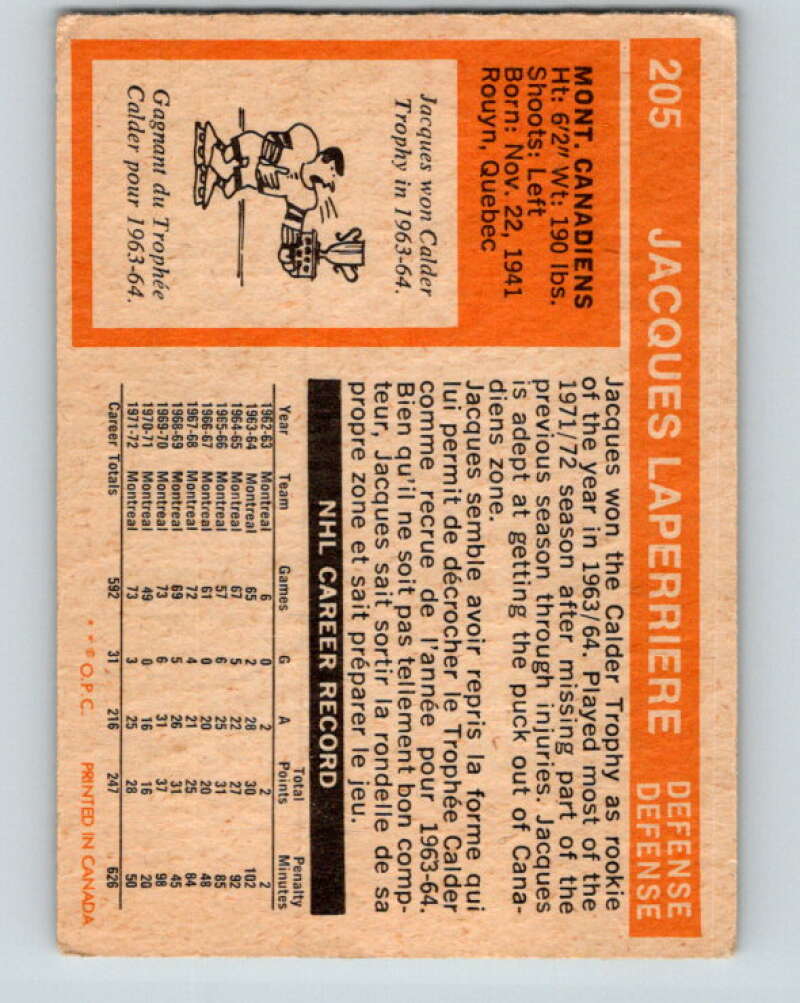 205 JACQUES LAPERRIERE DEFENSE
DEFENSE
MONT. CANADIENS
Ht: 6'2" Wt: 190 lbs.
Shoots: Left
Born: Nov. 22, 1941
Rouyn, Quebec
Jacques won Calder
Trophy in 1963-64.
Gagnant du Trophée
Calder pour 1963-64.
Jacques won the Calder Trophy as rookie
of the year in 1963/64. Played most of the
1971/72 season after missing part of the
previous season through injuries. Jacques
is adept at getting the puck out of Cana-
diens zone.
Jacques semble avoir repris la forme qui
lui permit de décrocher le Trophée Calder
comme recrue de l'année pour 1963-64.
Bien qu'il ne soit pas tellement bon comp-
teur, Jacques sait sortir la rondelle de sa
propre zone et sait préparer le jeu.
NHL CAREER RECORD
Year Team Games G A Total Points Penalty Minutes
1962-63 Montreal 6 0 2 2 2
1963-64 Montreal 65 2 28 30 102
1964-65 Montreal 67 5 22 27 92
1965-66 Montreal 57 6 25 31 85
1966-67 Montreal 61 0 20 20 48
1967-68 Montreal 72 4 21 25 84
1968-69 Montreal 69 5 26 31 45
1969-70 Montreal 73 6 31 37 98
1970-71 Montreal 49 0 16 16 20
1971-72 Montreal 73 3 25 28 50
Career Totals 592 31 216 247 626
* * © O.P.C. PRINTED IN CANADA